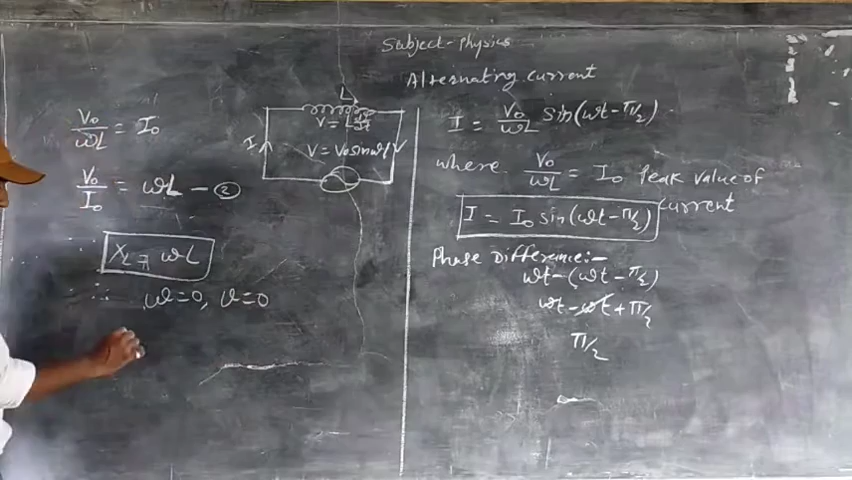 Subject-Physics
Alternating current
V₀/ωL = I₀
V₀/I₀ = ωL — ②
∴ X_L = ωL
∴ ω=0, υ=0
L
V = L dI/dt
I
V = V₀sinωt
I = V₀/ωL sin(ωt-π/2)
where V₀/ωL = I₀ Peak value of current
I = I₀ sin(ωt-π/2)
Phase Difference:-
ωt-(ωt-π/2)
ωt-ωt+π/2
π/2